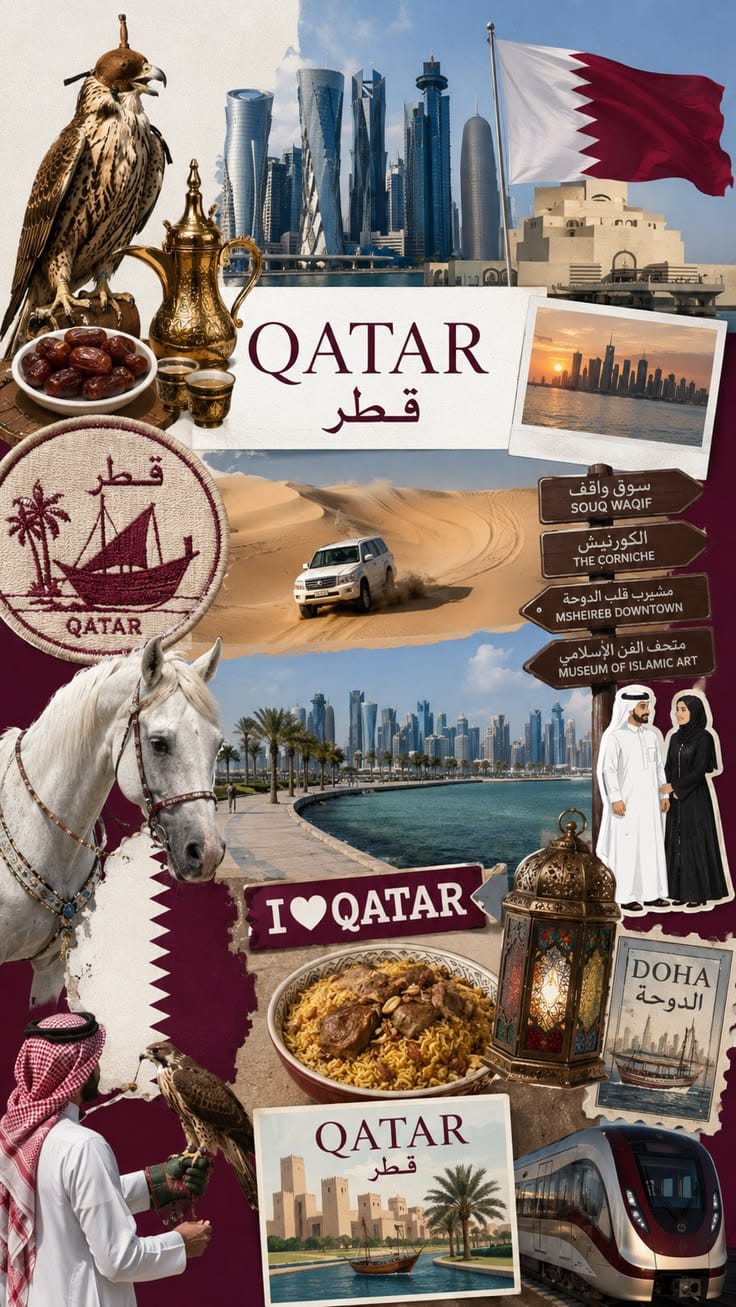 QATAR
قطر
قطر
QATAR
سوق واقف
SOUQ WAQIF
الكورنيش
THE CORNICHE
مشيرب قلب الدوحة
MSHEIREB DOWNTOWN
متحف الفن الإسلامي
MUSEUM OF ISLAMIC ART
I♥QATAR
DOHA
الدوحة
QATAR
قطر